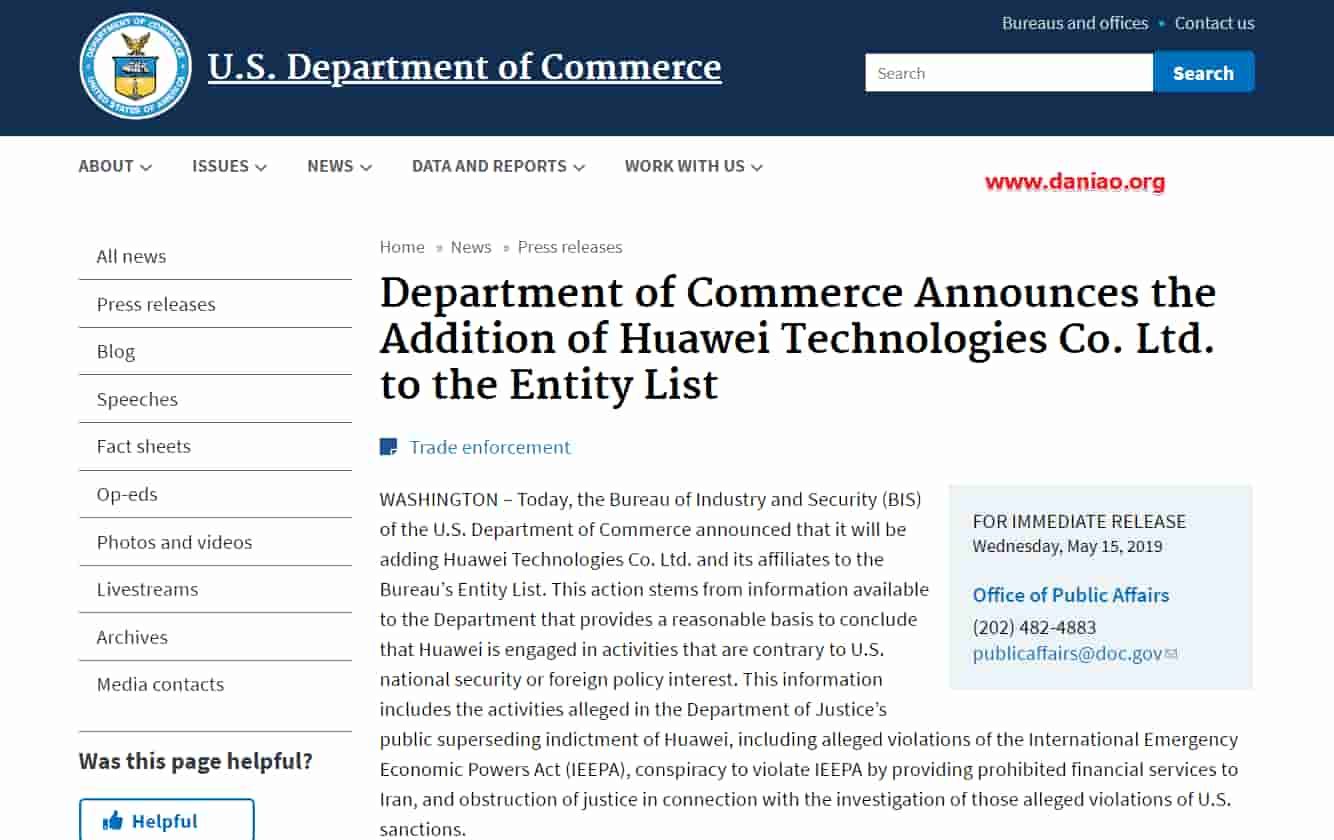 Bureaus and offices • Contact us
DEPARTMENT OF COMMERCE
UNITED STATES OF AMERICA
U.S. Department of Commerce
Search
Search
ABOUT
ISSUES
NEWS
DATA AND REPORTS
WORK WITH US
www.daniao.org
All news
Press releases
Blog
Speeches
Fact sheets
Op-eds
Photos and videos
Livestreams
Archives
Media contacts
Was this page helpful?
Helpful
Home » News » Press releases
Department of Commerce Announces the
Addition of Huawei Technologies Co. Ltd.
to the Entity List
Trade enforcement
WASHINGTON – Today, the Bureau of Industry and Security (BIS)
of the U.S. Department of Commerce announced that it will be
adding Huawei Technologies Co. Ltd. and its affiliates to the
Bureau’s Entity List. This action stems from information available
to the Department that provides a reasonable basis to conclude
that Huawei is engaged in activities that are contrary to U.S.
national security or foreign policy interest. This information
includes the activities alleged in the Department of Justice’s
public superseding indictment of Huawei, including alleged violations of the International Emergency
Economic Powers Act (IEEPA), conspiracy to violate IEEPA by providing prohibited financial services to
Iran, and obstruction of justice in connection with the investigation of those alleged violations of U.S.
sanctions.
FOR IMMEDIATE RELEASE
Wednesday, May 15, 2019
Office of Public Affairs
(202) 482-4883
publicaffairs@doc.gov